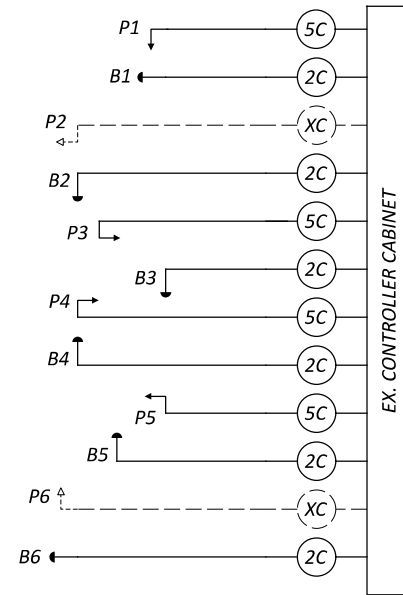 P1 5C
B1 2C
P2 XC
B2 2C
P3 5C
B3 2C
P4 5C
B4 2C
P5 5C
B5 2C
P6 XC
B6 2C
EX. CONTROLLER CABINET